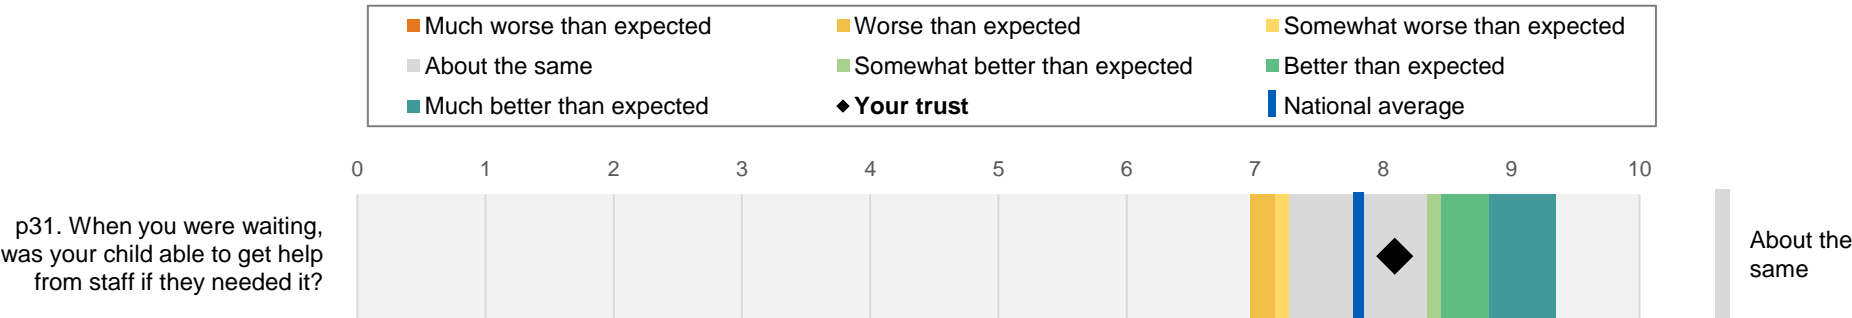 Much worse than expected
Worse than expected
Somewhat worse than expected
About the same
Somewhat better than expected
Better than expected
Much better than expected
Your trust
National average
0 1 2 3 4 5 6 7 8 9 10
p31. When you were waiting,
was your child able to get help
from staff if they needed it?
About the
same